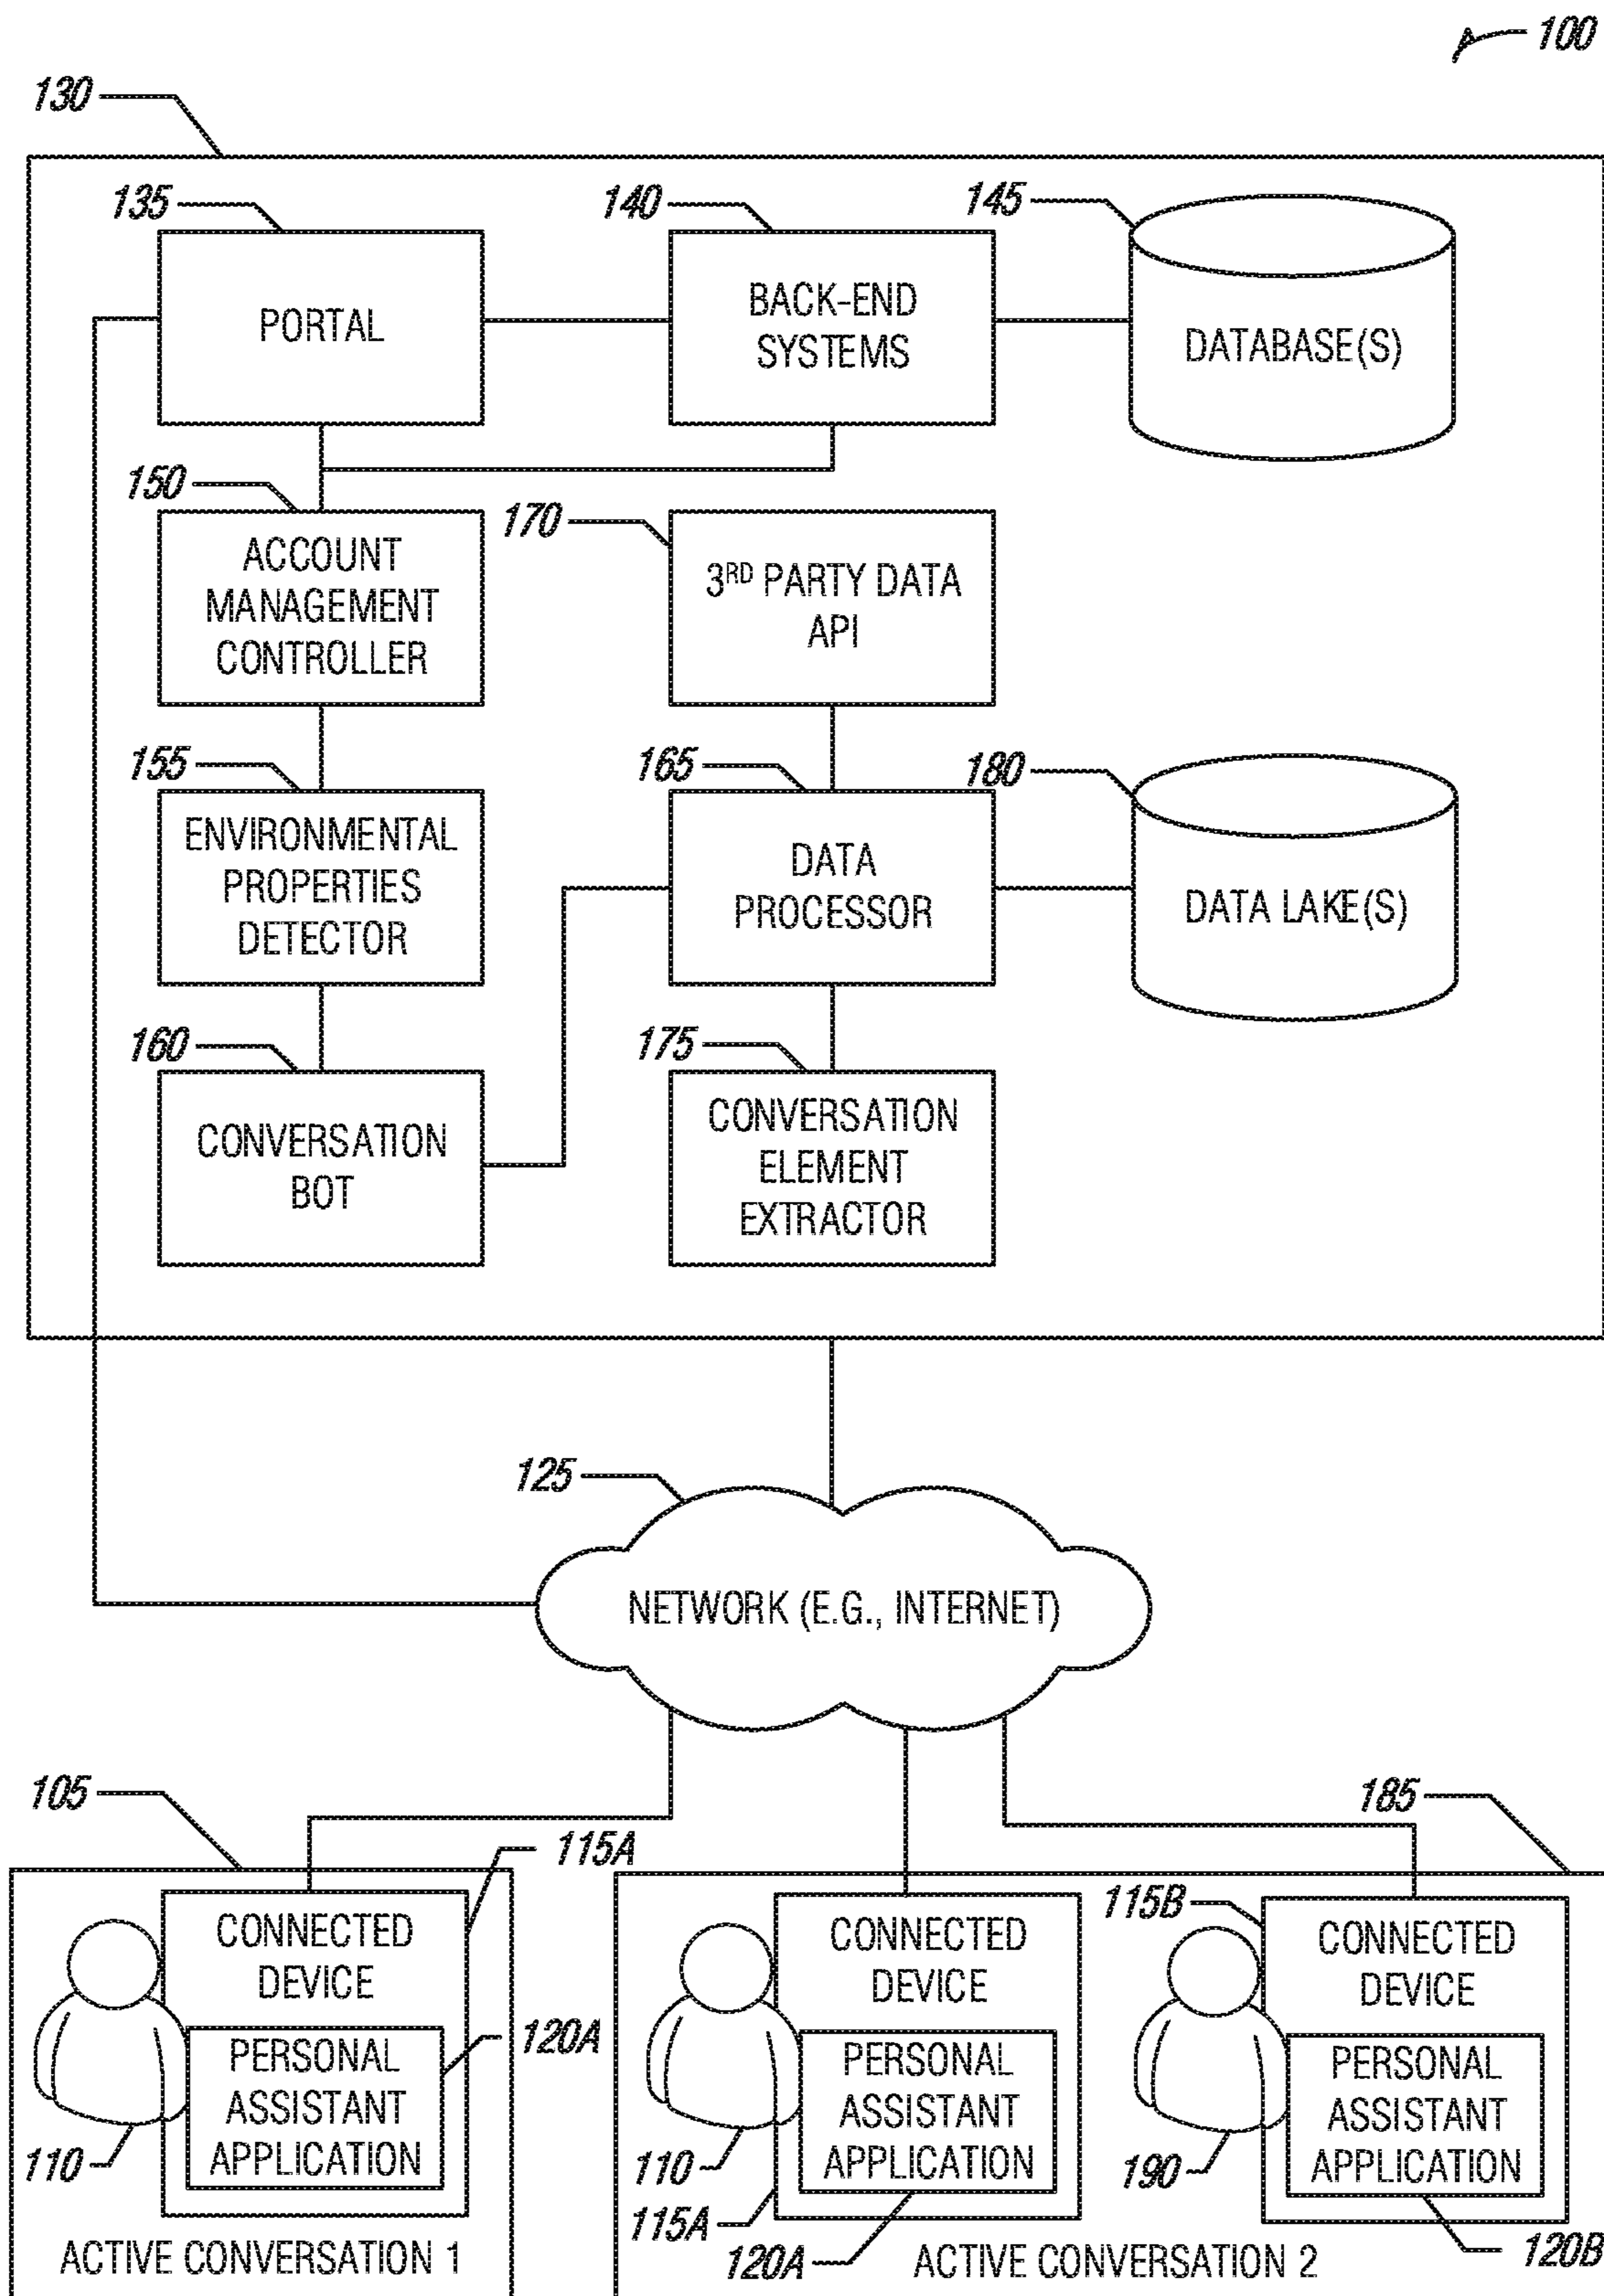 100
130
135
140
145
PORTAL
BACK-END
SYSTEMS
DATABASE(S)
150
170
ACCOUNT
MANAGEMENT
CONTROLLER
3RD PARTY DATA
API
155
165
180
ENVIRONMENTAL
PROPERTIES
DETECTOR
DATA
PROCESSOR
DATA LAKE(S)
160
175
CONVERSATION
BOT
CONVERSATION
ELEMENT
EXTRACTOR
125
NETWORK (E.G., INTERNET)
105
185
115A
CONNECTED
DEVICE
120A
PERSONAL
ASSISTANT
APPLICATION
110
ACTIVE CONVERSATION 1
CONNECTED
DEVICE
PERSONAL
ASSISTANT
APPLICATION
110
115A
120A
115B
CONNECTED
DEVICE
PERSONAL
ASSISTANT
APPLICATION
190
120B
ACTIVE CONVERSATION 2